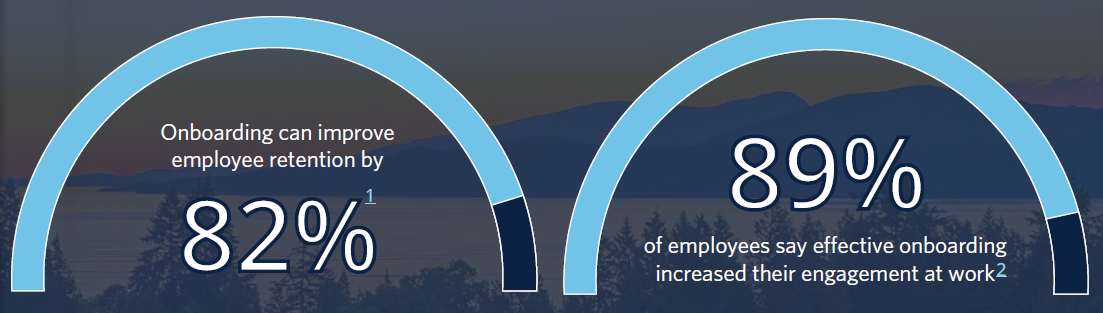 Onboarding can improve
employee retention by
82%1
89%
of employees say effective onboarding
increased their engagement at work2